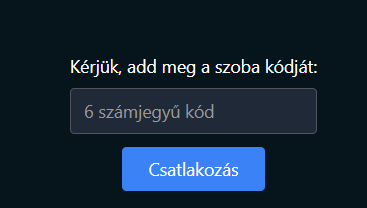 Kérjük, add meg a szoba kódját:
6 számjegyű kód
Csatlakozás